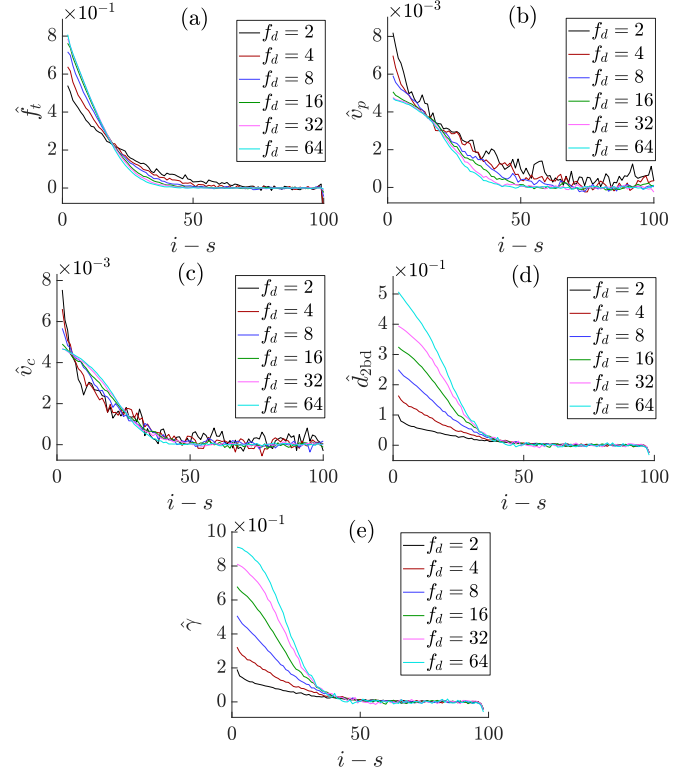 (a)
×10⁻¹
8
6
4
2
0
f̂_t
0 50 100
i − s
f_d = 2
f_d = 4
f_d = 8
f_d = 16
f_d = 32
f_d = 64
(b)
×10⁻³
8
6
4
2
0
v̂_p
0 50 100
i − s
f_d = 2
f_d = 4
f_d = 8
f_d = 16
f_d = 32
f_d = 64
(c)
×10⁻³
8
6
4
2
0
v̂_c
0 50 100
i − s
f_d = 2
f_d = 4
f_d = 8
f_d = 16
f_d = 32
f_d = 64
(d)
×10⁻¹
5
4
3
2
1
0
d̂_2bd
0 50 100
i − s
f_d = 2
f_d = 4
f_d = 8
f_d = 16
f_d = 32
f_d = 64
(e)
×10⁻¹
10
8
6
4
2
0
γ̂
0 50 100
i − s
f_d = 2
f_d = 4
f_d = 8
f_d = 16
f_d = 32
f_d = 64